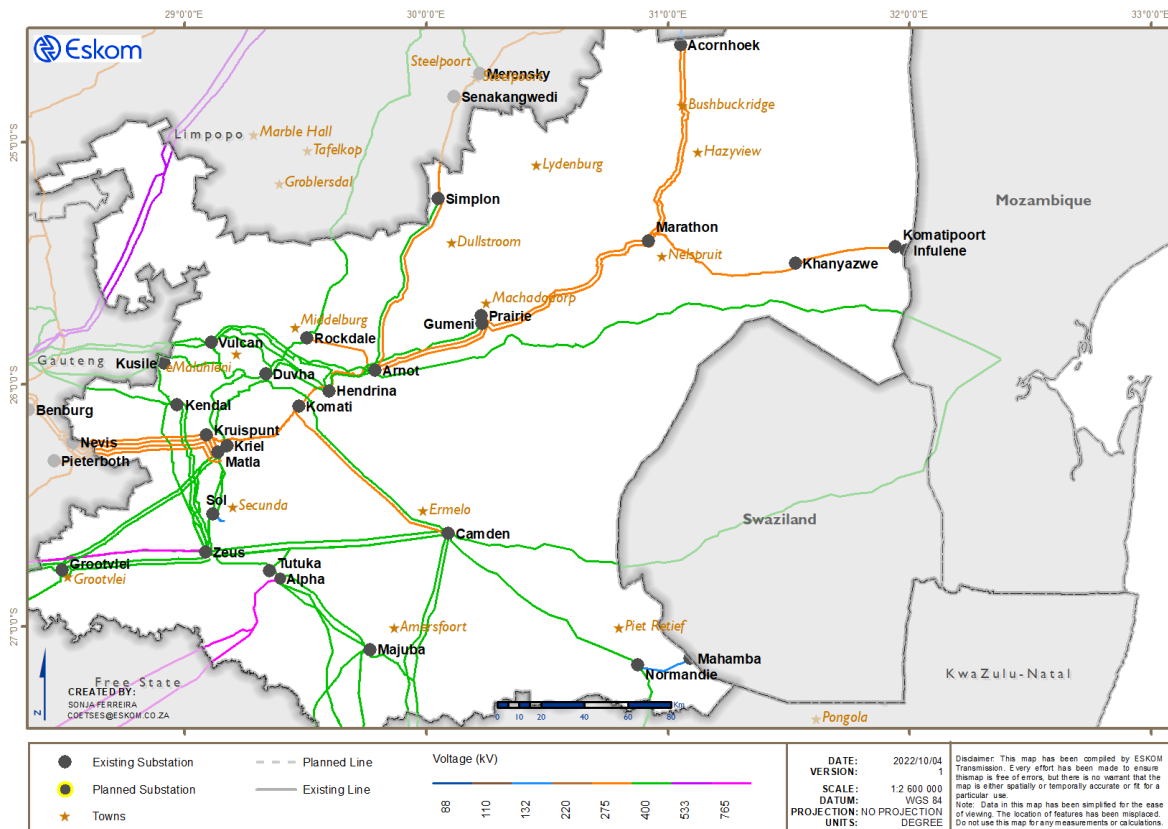 29°0'0"E
30°0'0"E
31°0'0"E
32°0'0"E
33°0'0"E
Eskom
Acornhoek
Steelpoort
Merensky
Steelpoort
Senakangwedi
Bushbuckridge
25°0'0"S
Limpopo
Marble Hall
Tafelkop
Hazyview
Lydenburg
Groblersdal
Simplon
Mozambique
Marathon
Dullstroom
Nelspruit
Komatipoort
Infulene
Khanyazwe
Machadodorp
Prairie
Gumeni
Middelburg
Vulcan
Rockdale
Gauteng
Kusile
eMalahleni
Duvha
Arnot
26°0'0"S
Hendrina
Benburg
Kendal
Komati
Kruispunt
Nevis
Kriel
Pieterboth
Matla
Sol
Secunda
Ermelo
Swaziland
Camden
Zeus
Grootvlei
Tutuka
Grootvlei
Alpha
27°0'0"S
Amersfoort
Piet Retief
Majuba
Mahamba
Normandie
KwaZulu-Natal
Free State
CREATED BY:
SONJA FERREIRA
COETSES@ESKOM.CO.ZA
N
0 10 20 40 60 80 Km
Pongola
Existing Substation
Planned Substation
Towns
Planned Line
Existing Line
Voltage (kV)
88 110 132 220 275 400 533 765
DATE: 2022/10/04
VERSION: 1
SCALE: 1:2 600 000
DATUM: WGS 84
PROJECTION: NO PROJECTION
UNITS: DEGREE
Disclaimer: This map has been compiled by ESKOM
Transmission. Every effort has been made to ensure
thismap is free of errors, but there is no warrant that the
map is either spatially or temporally accurate or fit for a
particular use.
Note: Data in this map has been simplified for the ease
of viewing. The location of features has been misplaced.
Do not use this map for any measurements or calculations.